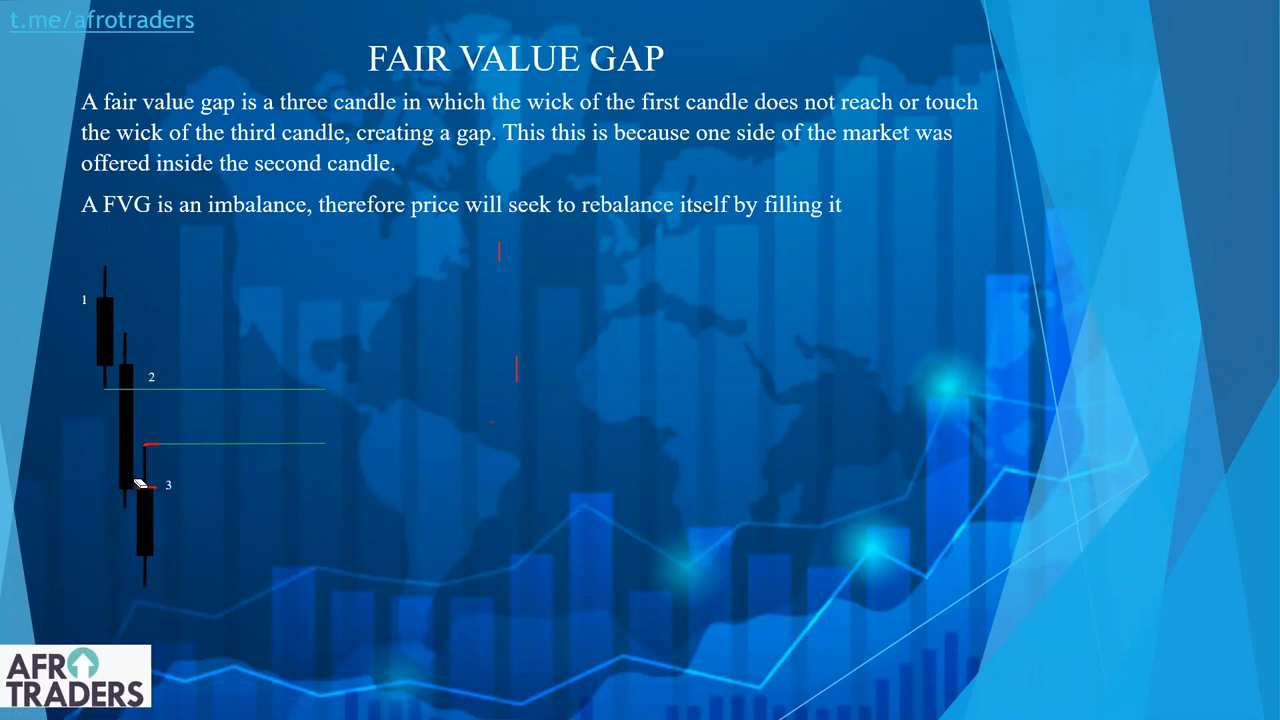 t.me/afrotraders
FAIR VALUE GAP
A fair value gap is a three candle in which the wick of the first candle does not reach or touch
the wick of the third candle, creating a gap. This this is because one side of the market was
offered inside the second candle.
A FVG is an imbalance, therefore price will seek to rebalance itself by filling it
1
2
3
AFR
TRADERS